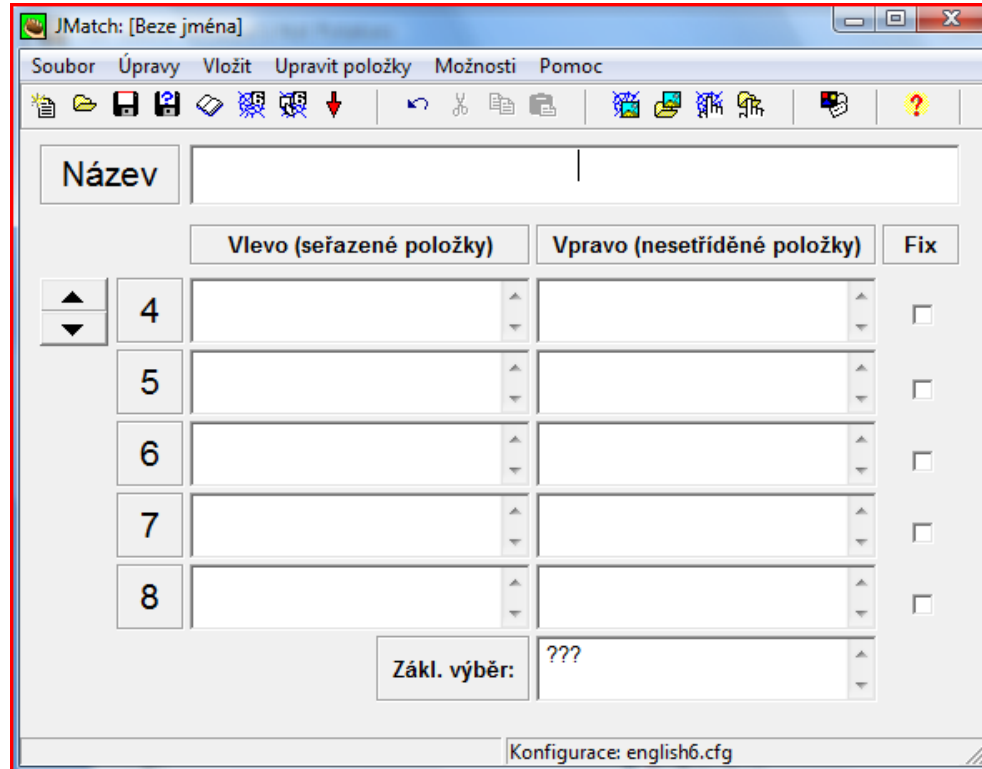 JMatch: [Beze jména]
Soubor Úpravy Vložit Upravit položky Možnosti Pomoc
Název
Vlevo (seřazené položky) Vpravo (nesetříděné položky) Fix
4
5
6
7
8
Zákl. výběr: ???
Konfigurace: english6.cfg